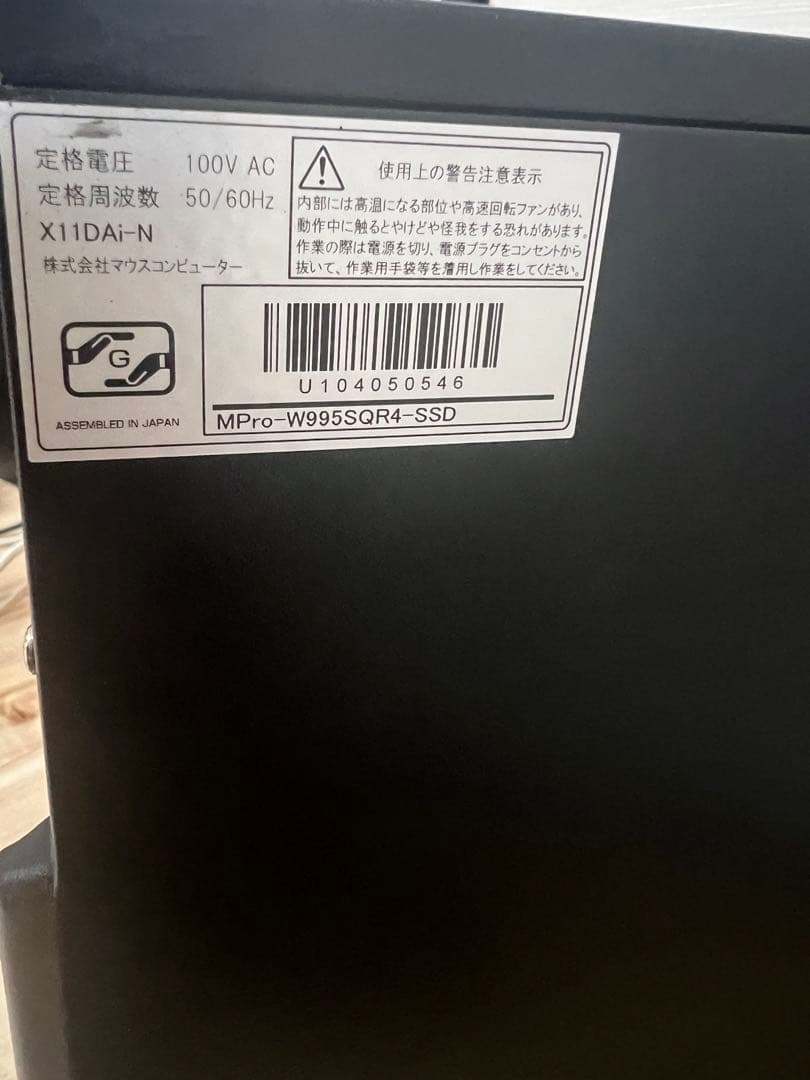 定格電圧 100V AC
定格周波数 50/60Hz
X11DAi-N
株式会社マウスコンピューター
使用上の警告注意表示
内部には高温になる部位や高速回転ファンがあり、
動作中に触るとやけどや怪我をする恐れがあります。
作業の際は電源を切り、電源プラグをコンセントから
抜いて、作業用手袋等を着用し作業をしてください。
G
ASSEMBLED IN JAPAN
U104050546
MPro-W995SQR4-SSD